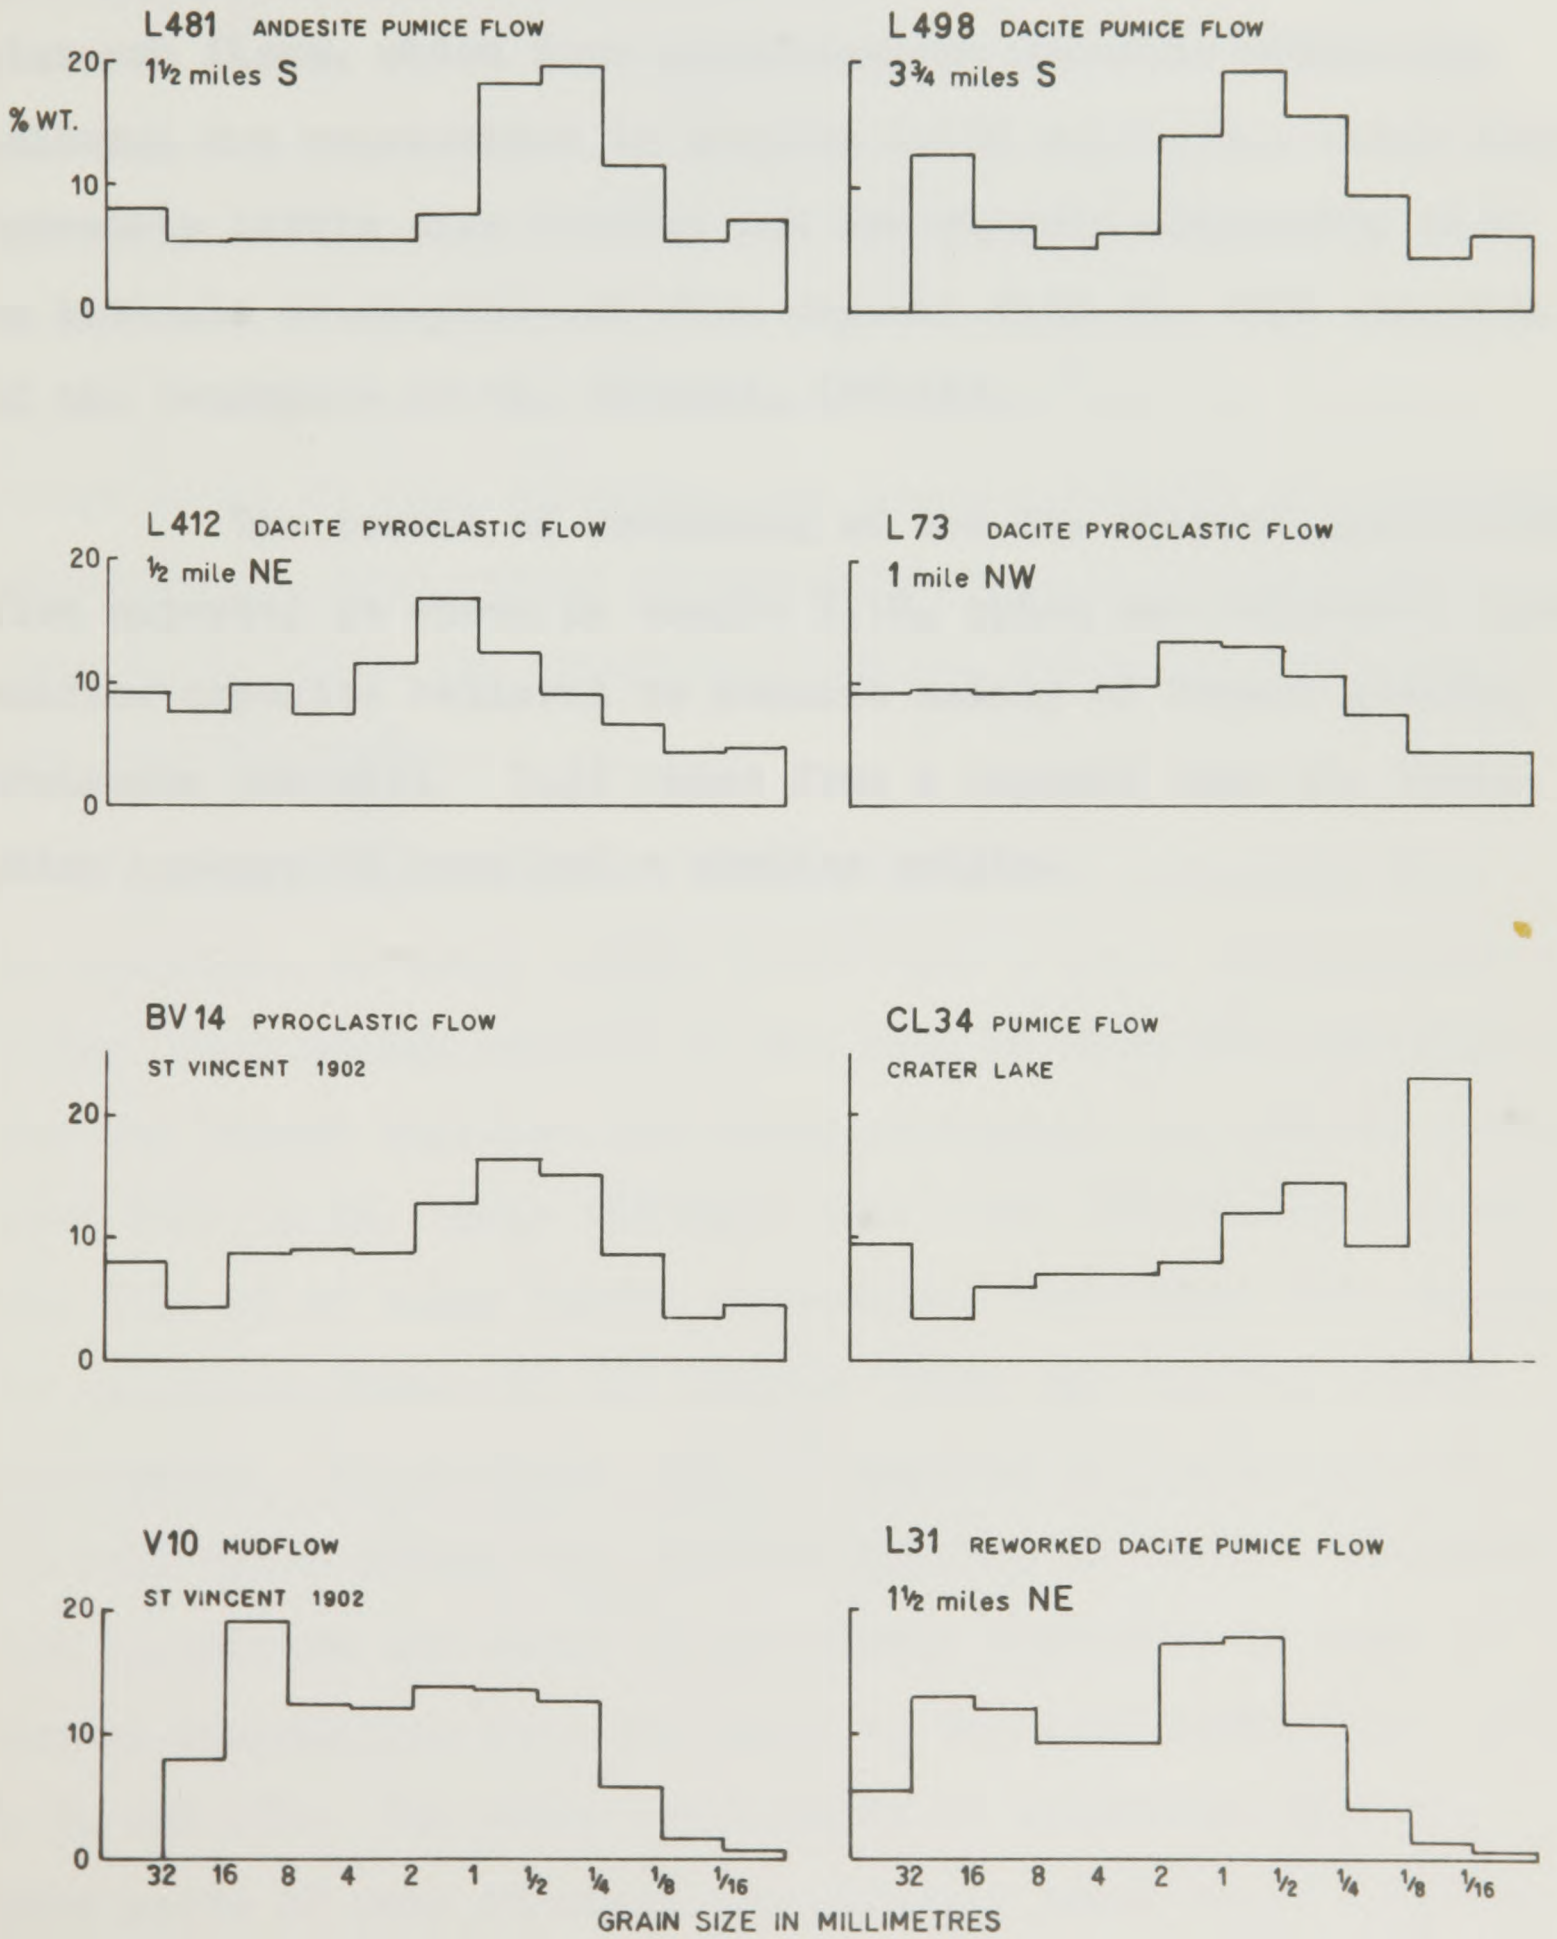 L481 ANDESITE PUMICE FLOW
1½ miles S
20
% WT.
10
0
L498 DACITE PUMICE FLOW
3¾ miles S
L412 DACITE PYROCLASTIC FLOW
½ mile NE
20
10
0
L73 DACITE PYROCLASTIC FLOW
1 mile NW
BV14 PYROCLASTIC FLOW
ST VINCENT 1902
20
10
0
CL34 PUMICE FLOW
CRATER LAKE
V10 MUDFLOW
ST VINCENT 1902
20
10
0
32 16 8 4 2 1 ½ ¼ ⅛ 1/16
L31 REWORKED DACITE PUMICE FLOW
1½ miles NE
32 16 8 4 2 1 ½ ¼ ⅛ 1/16
GRAIN SIZE IN MILLIMETRES